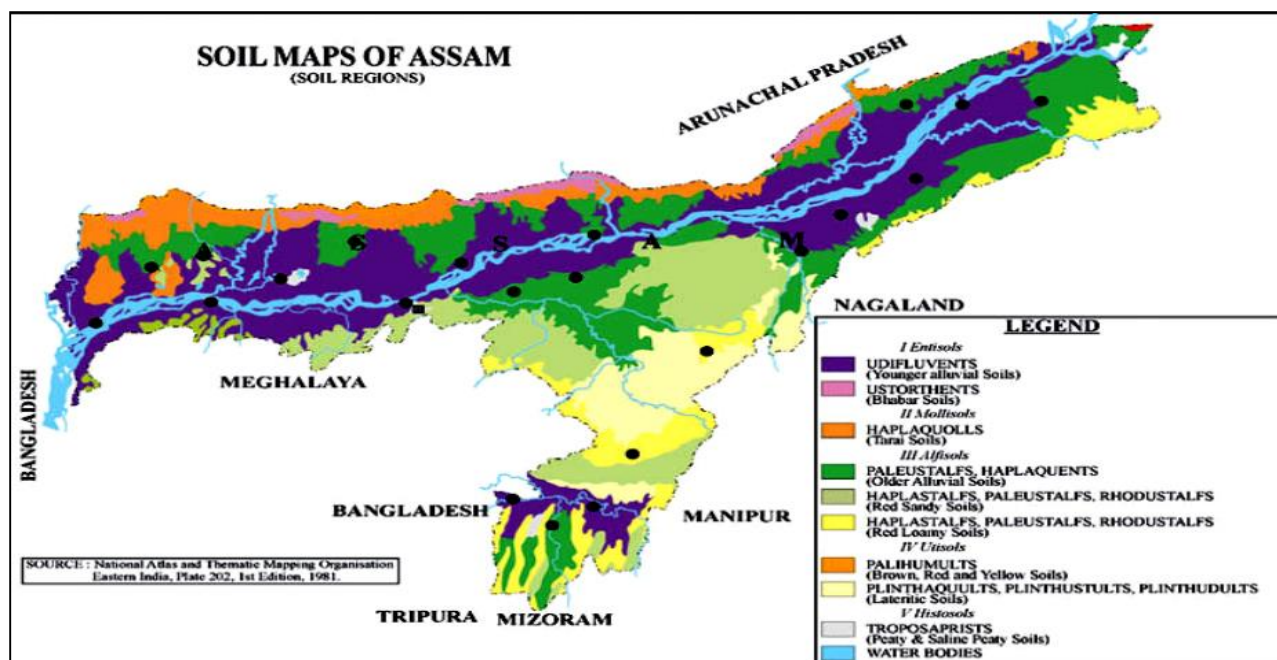 SOIL MAPS OF ASSAM
(SOIL REGIONS)
ARUNACHAL PRADESH
S
S
A
M
NAGALAND
MEGHALAYA
BANGLADESH
BANGLADESH
MANIPUR
TRIPURA
MIZORAM
SOURCE : National Atlas and Thematic Mapping Organisation
Eastern India, Plate 202, 1st Edition, 1981.
LEGEND
I Entisols
UDIFLUVENTS
(Younger alluvial Soils)
USTORTHENTS
(Bhabar Soils)
II Mollisols
HAPLAQUOLLS
(Tarai Soils)
III Alfisols
PALEUSTALFS, HAPLAQUENTS
(Older Alluvial Soils)
HAPLASTALFS, PALEUSTALFS, RHODUSTALFS
(Red Sandy Soils)
HAPLASTALFS, PALEUSTALFS, RHODUSTALFS
(Red Loamy Soils)
IV Utisols
PALIHUMULTS
(Brown, Red and Yellow Soils)
PLINTHAQUULTS, PLINTHUSTULTS, PLINTHUDULTS
(Lateritic Soils)
V Histosols
TROPOSAPRISTS
(Peaty & Saline Peaty Soils)
WATER BODIES